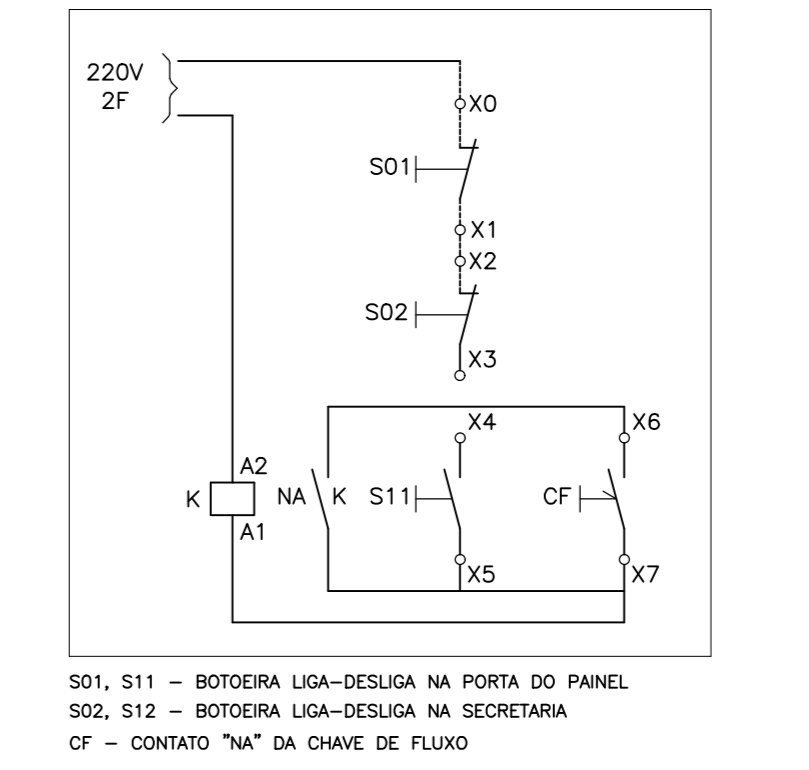 220V
2F
X0
S01
X1
X2
S02
X3
X4
X6
A2
K
NA
K
S11
CF
A1
X5
X7
S01, S11 – BOTOEIRA LIGA–DESLIGA NA PORTA DO PAINEL
S02, S12 – BOTOEIRA LIGA–DESLIGA NA SECRETARIA
CF – CONTATO "NA" DA CHAVE DE FLUXO